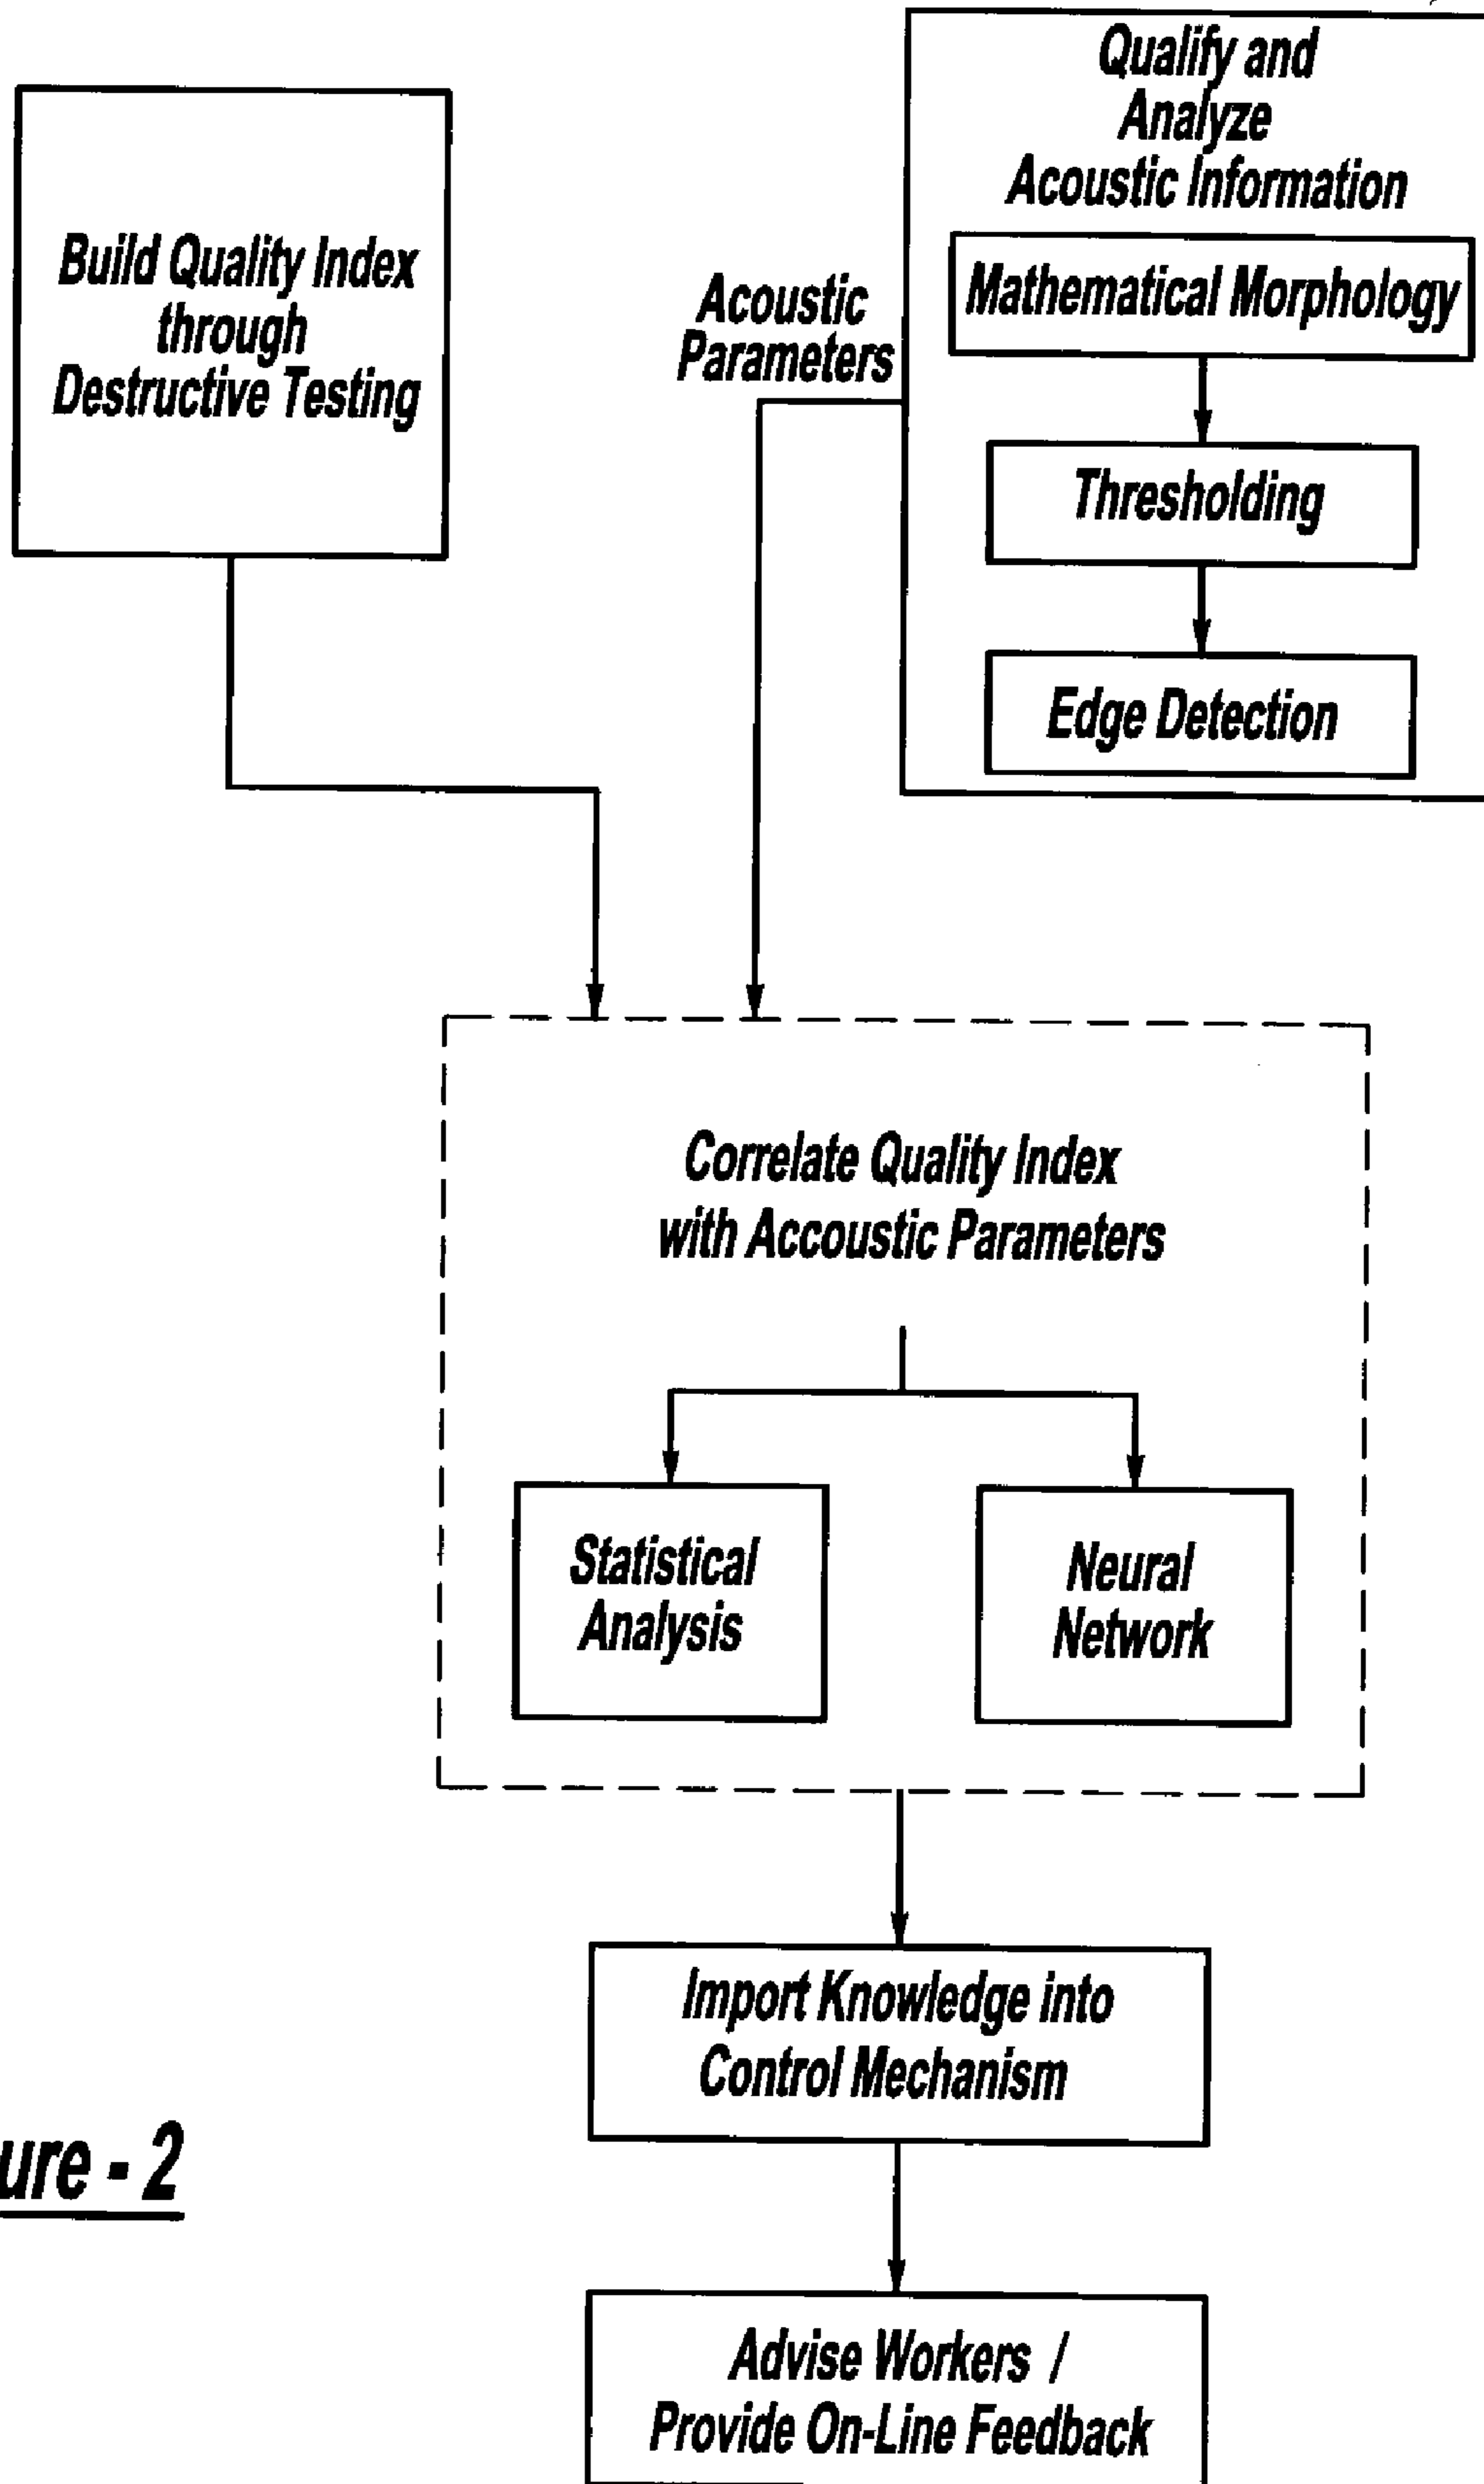 Qualify and
Analyze
Acoustic Information
Build Quality Index
through
Destructive Testing
Acoustic
Parameters
Mathematical Morphology
Thresholding
Edge Detection
Correlate Quality Index
with Accoustic Parameters
Statistical
Analysis
Neural
Network
Import Knowledge into
Control Mechanism
ure - 2
Advise Workers /
Provide On-Line Feedback